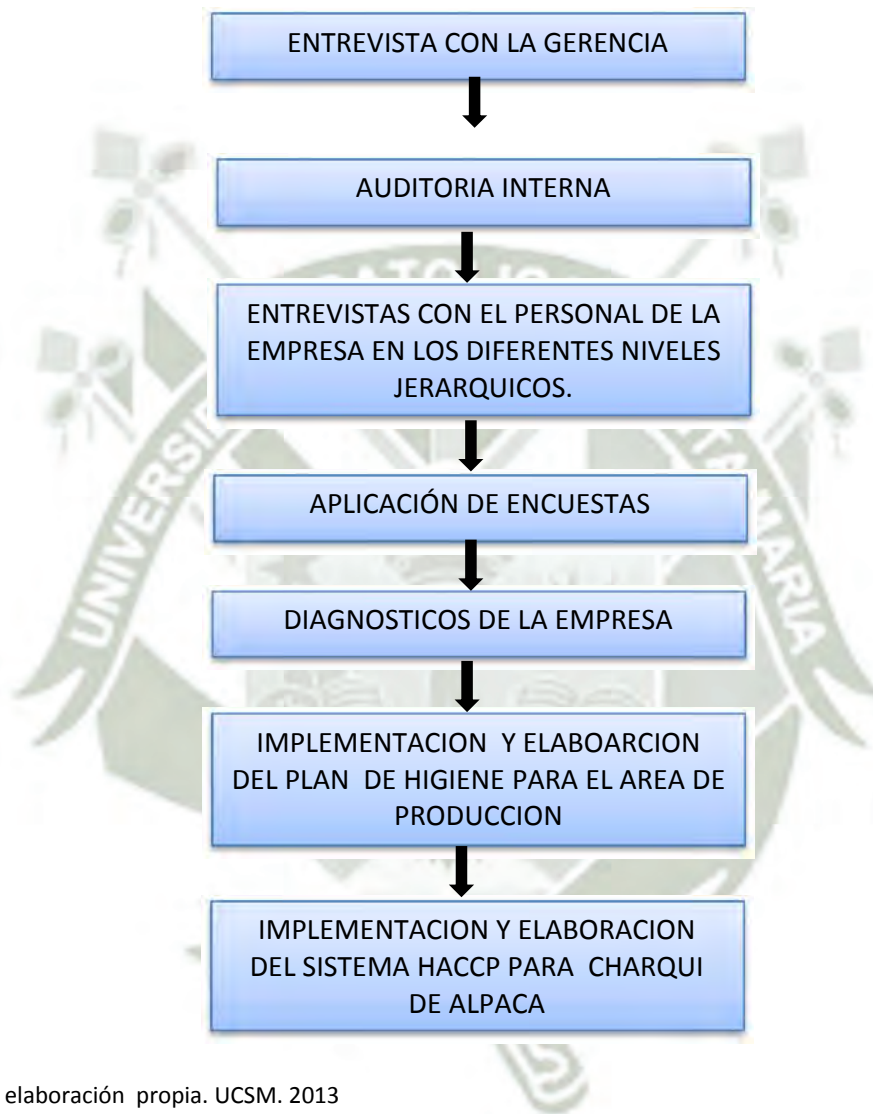 ENTREVISTA CON LA GERENCIA
AUDITORIA INTERNA
ENTREVISTAS CON EL PERSONAL DE LA
EMPRESA EN LOS DIFERENTES NIVELES
JERARQUICOS.
APLICACIÓN DE ENCUESTAS
DIAGNOSTICOS DE LA EMPRESA
IMPLEMENTACION Y ELABOARCION
DEL PLAN DE HIGIENE PARA EL AREA DE
PRODUCCION
IMPLEMENTACION Y ELABORACION
DEL SISTEMA HACCP PARA CHARQUI
DE ALPACA
elaboración propia. UCSM. 2013